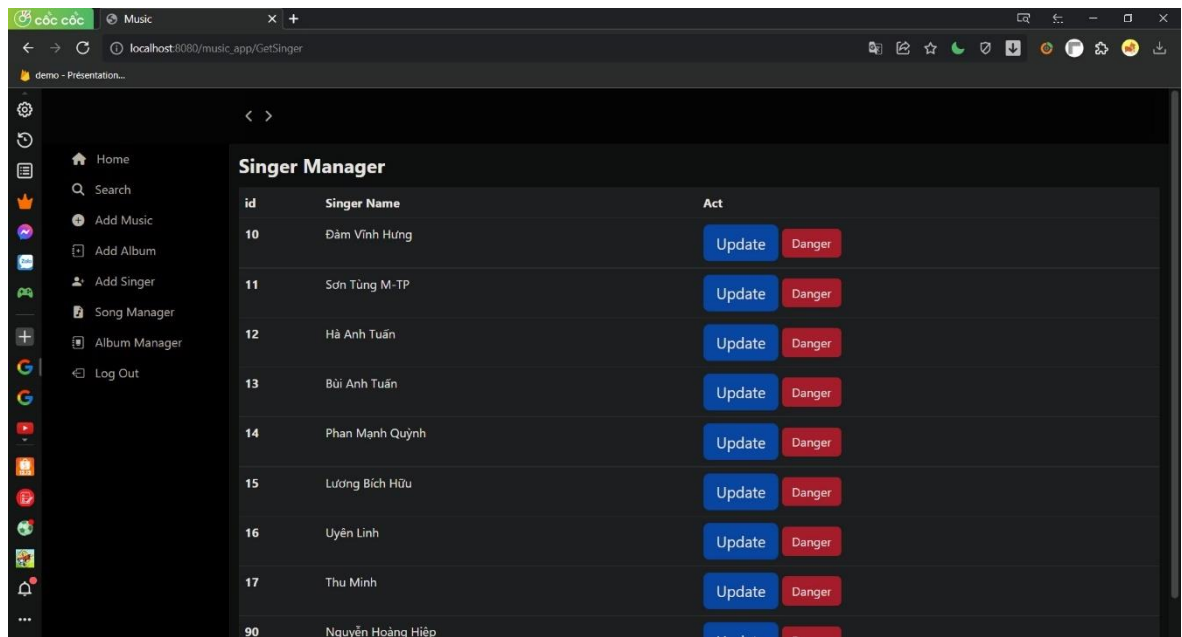 cốc cốc Music
localhost:8080/music_app/GetSinger
demo - Présentation...
Home
Search
Add Music
Add Album
Add Singer
Song Manager
Album Manager
Log Out
Singer Manager
id Singer Name Act
10 Đàm Vĩnh Hưng Update Danger
11 Sơn Tùng M-TP Update Danger
12 Hà Anh Tuấn Update Danger
13 Bùi Anh Tuấn Update Danger
14 Phan Mạnh Quỳnh Update Danger
15 Lương Bích Hữu Update Danger
16 Uyên Linh Update Danger
17 Thu Minh Update Danger
90 Nguyễn Hoàng Hiệp